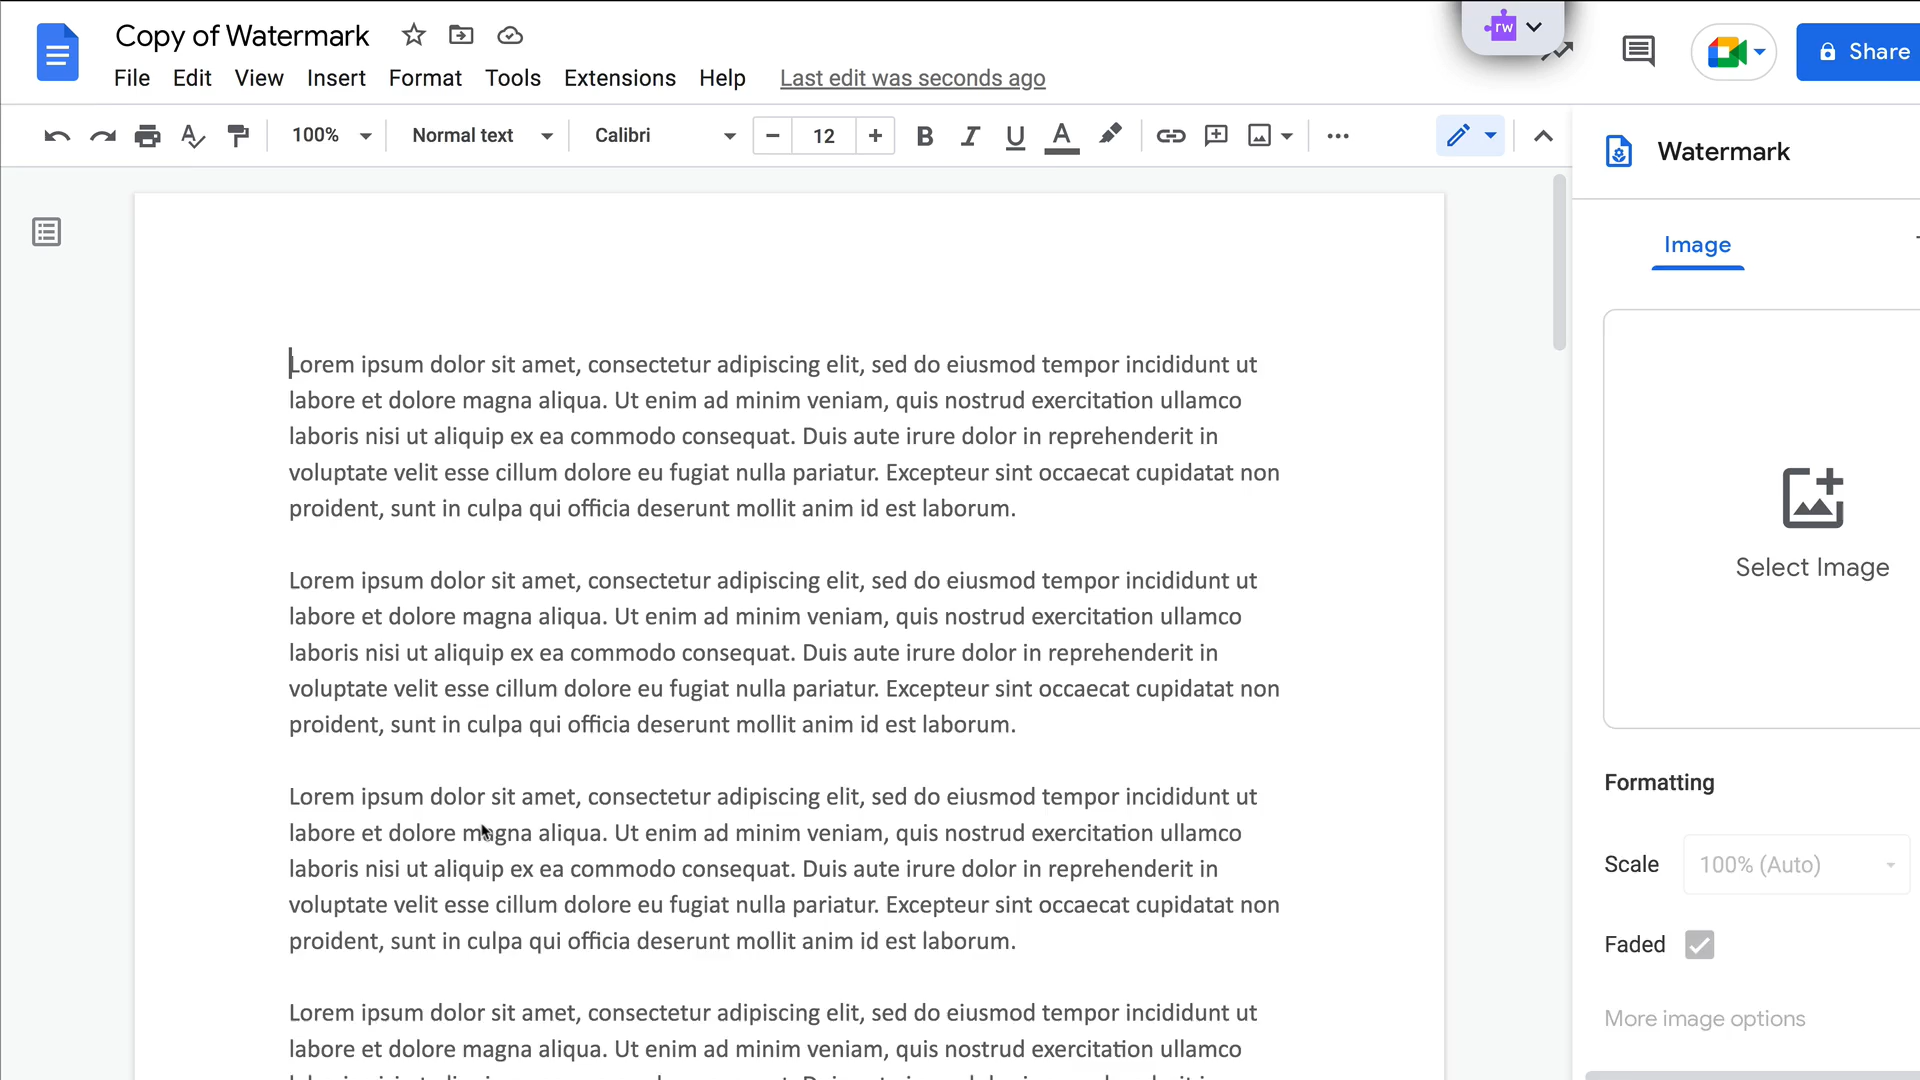 Copy of Watermark
rw
Share
File Edit View Insert Format Tools Extensions Help Last edit was seconds ago
100% Normal text Calibri 12 B I U A
Watermark
Image
Lorem ipsum dolor sit amet, consectetur adipiscing elit, sed do eiusmod tempor incididunt ut
labore et dolore magna aliqua. Ut enim ad minim veniam, quis nostrud exercitation ullamco
laboris nisi ut aliquip ex ea commodo consequat. Duis aute irure dolor in reprehenderit in
voluptate velit esse cillum dolore eu fugiat nulla pariatur. Excepteur sint occaecat cupidatat non
proident, sunt in culpa qui officia deserunt mollit anim id est laborum.
Lorem ipsum dolor sit amet, consectetur adipiscing elit, sed do eiusmod tempor incididunt ut
labore et dolore magna aliqua. Ut enim ad minim veniam, quis nostrud exercitation ullamco
laboris nisi ut aliquip ex ea commodo consequat. Duis aute irure dolor in reprehenderit in
voluptate velit esse cillum dolore eu fugiat nulla pariatur. Excepteur sint occaecat cupidatat non
proident, sunt in culpa qui officia deserunt mollit anim id est laborum.
Lorem ipsum dolor sit amet, consectetur adipiscing elit, sed do eiusmod tempor incididunt ut
labore et dolore magna aliqua. Ut enim ad minim veniam, quis nostrud exercitation ullamco
laboris nisi ut aliquip ex ea commodo consequat. Duis aute irure dolor in reprehenderit in
voluptate velit esse cillum dolore eu fugiat nulla pariatur. Excepteur sint occaecat cupidatat non
proident, sunt in culpa qui officia deserunt mollit anim id est laborum.
Lorem ipsum dolor sit amet, consectetur adipiscing elit, sed do eiusmod tempor incididunt ut
labore et dolore magna aliqua. Ut enim ad minim veniam, quis nostrud exercitation ullamco
Select Image
Formatting
Scale 100% (Auto)
Faded
More image options